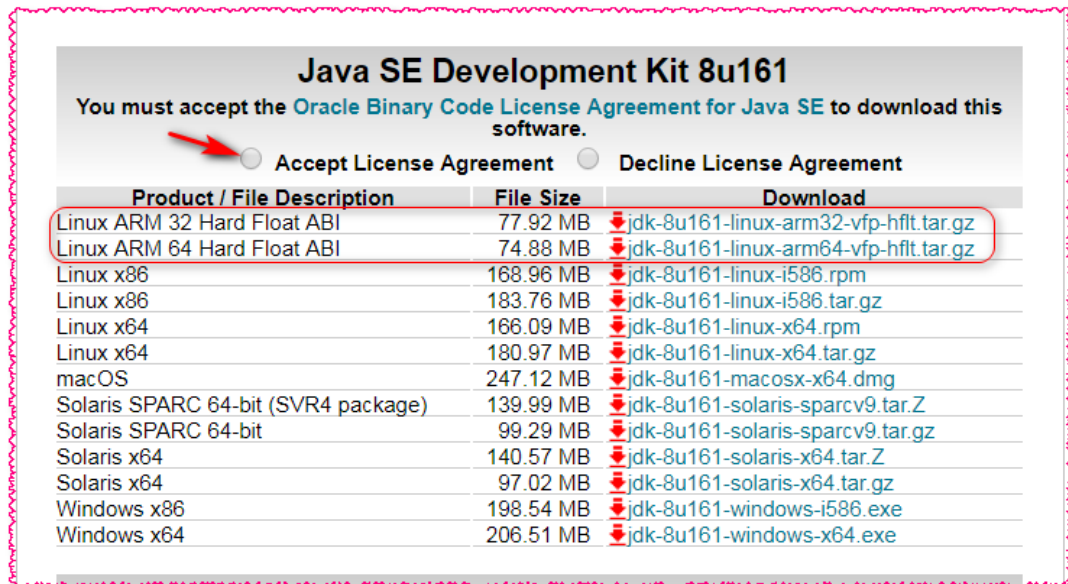 Java SE Development Kit 8u161
You must accept the Oracle Binary Code License Agreement for Java SE to download this
software.
Accept License Agreement Decline License Agreement
Product / File Description File Size Download
Linux ARM 32 Hard Float ABI 77.92 MB jdk-8u161-linux-arm32-vfp-hflt.tar.gz
Linux ARM 64 Hard Float ABI 74.88 MB jdk-8u161-linux-arm64-vfp-hflt.tar.gz
Linux x86 168.96 MB jdk-8u161-linux-i586.rpm
Linux x86 183.76 MB jdk-8u161-linux-i586.tar.gz
Linux x64 166.09 MB jdk-8u161-linux-x64.rpm
Linux x64 180.97 MB jdk-8u161-linux-x64.tar.gz
macOS 247.12 MB jdk-8u161-macosx-x64.dmg
Solaris SPARC 64-bit (SVR4 package) 139.99 MB jdk-8u161-solaris-sparcv9.tar.Z
Solaris SPARC 64-bit 99.29 MB jdk-8u161-solaris-sparcv9.tar.gz
Solaris x64 140.57 MB jdk-8u161-solaris-x64.tar.Z
Solaris x64 97.02 MB jdk-8u161-solaris-x64.tar.gz
Windows x86 198.54 MB jdk-8u161-windows-i586.exe
Windows x64 206.51 MB jdk-8u161-windows-x64.exe